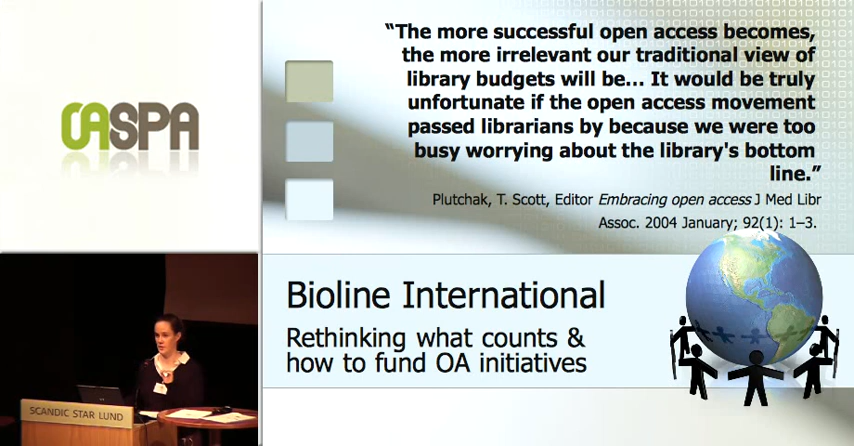 OASPA
“The more successful open access becomes,
the more irrelevant our traditional view of
library budgets will be... It would be truly
unfortunate if the open access movement
passed librarians by because we were too
busy worrying about the library's bottom
line.”
Plutchak, T. Scott, Editor Embracing open access J Med Libr
Assoc. 2004 January; 92(1): 1–3.
Bioline International
Rethinking what counts &
how to fund OA initiatives
SCANDIC STAR LUND